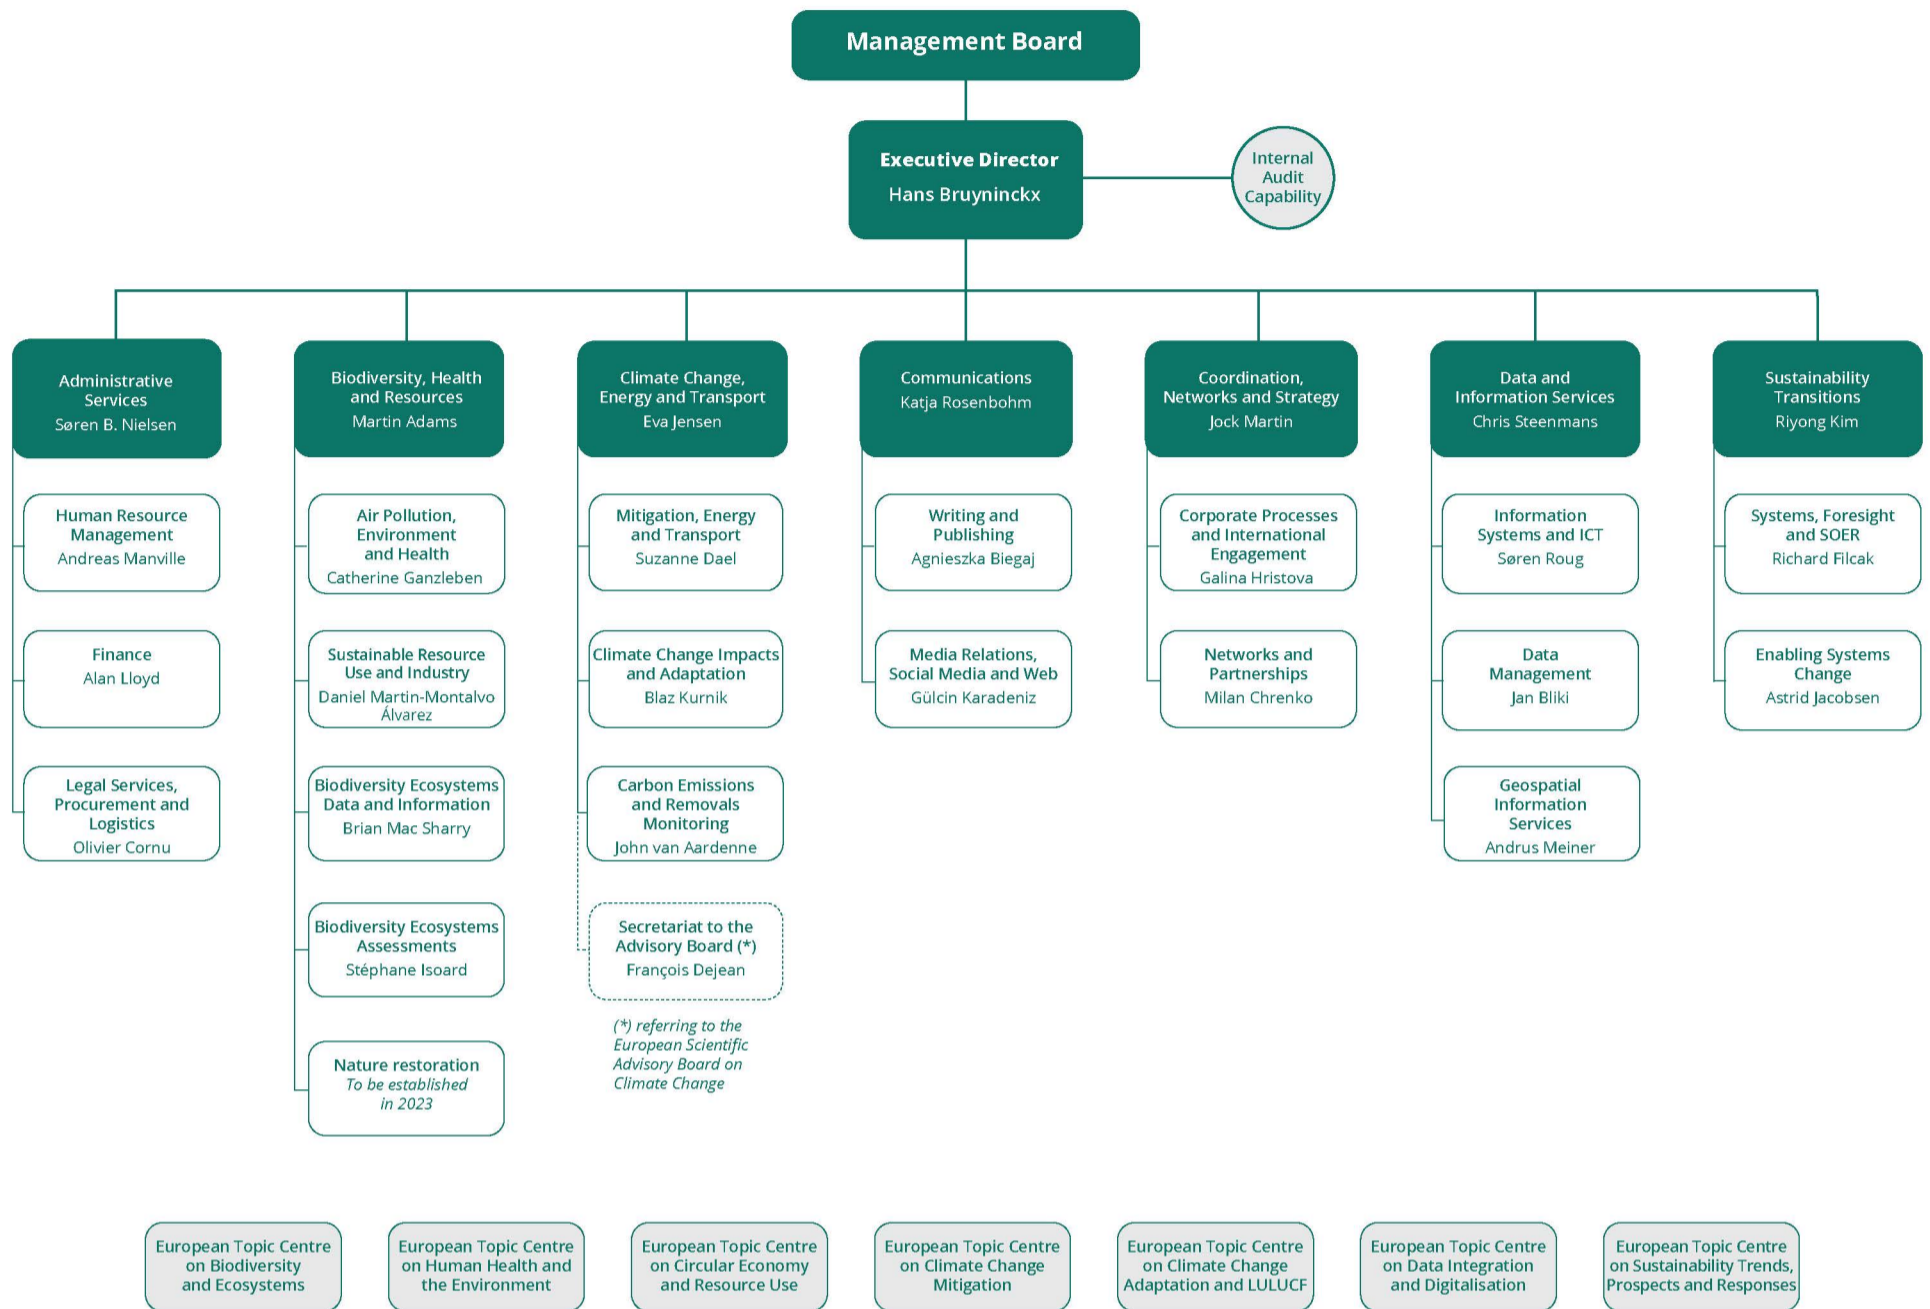 Management Board
Executive Director
Hans Bruyninckx
Internal
Audit
Capability
Administrative
Services
Søren B. Nielsen
Biodiversity, Health
and Resources
Martin Adams
Climate Change,
Energy and Transport
Eva Jensen
Communications
Katja Rosenbohm
Coordination,
Networks and Strategy
Jock Martin
Data and
Information Services
Chris Steenmans
Sustainability
Transitions
Riyong Kim
Human Resource
Management
Andreas Manville
Finance
Alan Lloyd
Legal Services,
Procurement and
Logistics
Olivier Cornu
Air Pollution,
Environment
and Health
Catherine Ganzleben
Sustainable Resource
Use and Industry
Daniel Martin-Montalvo
Álvarez
Biodiversity Ecosystems
Data and Information
Brian Mac Sharry
Biodiversity Ecosystems
Assessments
Stéphane Isoard
Nature restoration
To be established
in 2023
Mitigation, Energy
and Transport
Suzanne Dael
Climate Change Impacts
and Adaptation
Blaz Kurnik
Carbon Emissions
and Removals
Monitoring
John van Aardenne
Secretariat to the
Advisory Board (*)
François Dejean
(*) referring to the
European Scientific
Advisory Board on
Climate Change
Writing and
Publishing
Agnieszka Biegaj
Media Relations,
Social Media and Web
Gülcin Karadeniz
Corporate Processes
and International
Engagement
Galina Hristova
Networks and
Partnerships
Milan Chrenko
Information
Systems and ICT
Søren Roug
Data
Management
Jan Bliki
Geospatial
Information
Services
Andrus Meiner
Systems, Foresight
and SOER
Richard Filcak
Enabling Systems
Change
Astrid Jacobsen
European Topic Centre
on Biodiversity
and Ecosystems
European Topic Centre
on Human Health and
the Environment
European Topic Centre
on Circular Economy
and Resource Use
European Topic Centre
on Climate Change
Mitigation
European Topic Centre
on Climate Change
Adaptation and LULUCF
European Topic Centre
on Data Integration
and Digitalisation
European Topic Centre
on Sustainability Trends,
Prospects and Responses